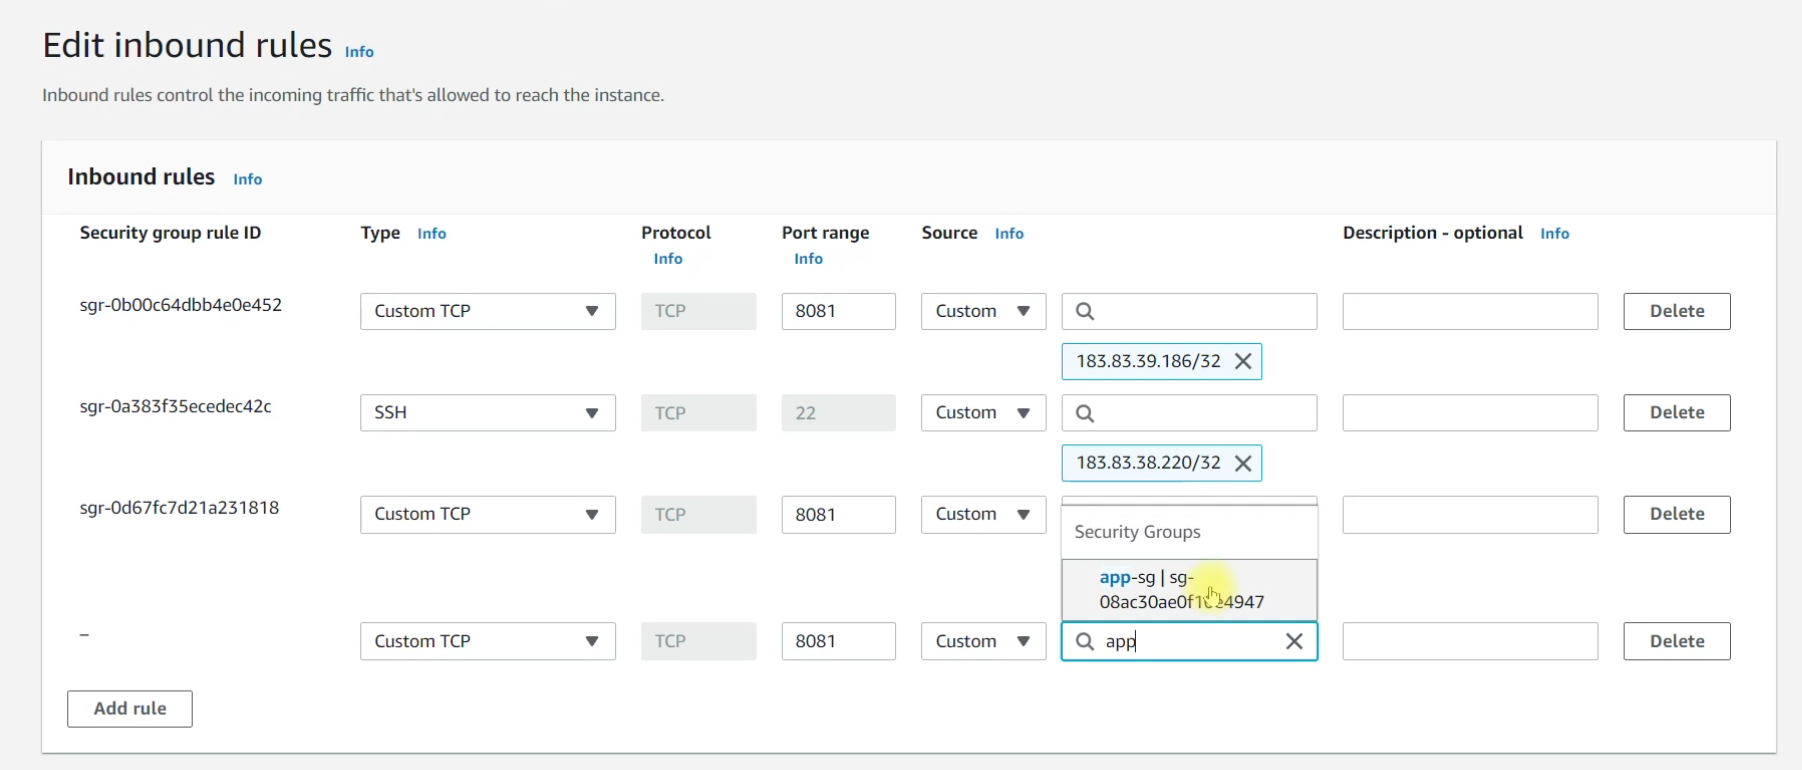 Edit inbound rules Info
Inbound rules control the incoming traffic that's allowed to reach the instance.
Inbound rules Info
Security group rule ID Type Info Protocol Info Port range Info Source Info Description - optional Info
sgr-0b00c64dbb4e0e452 Custom TCP TCP 8081 Custom Delete
183.83.39.186/32
sgr-0a383f35ecedec42c SSH TCP 22 Custom Delete
183.83.38.220/32
sgr-0d67fc7d21a231818 Custom TCP TCP 8081 Custom Delete
Security Groups
app-sg | sg-
– Custom TCP TCP 8081 Custom app Delete
Add rule